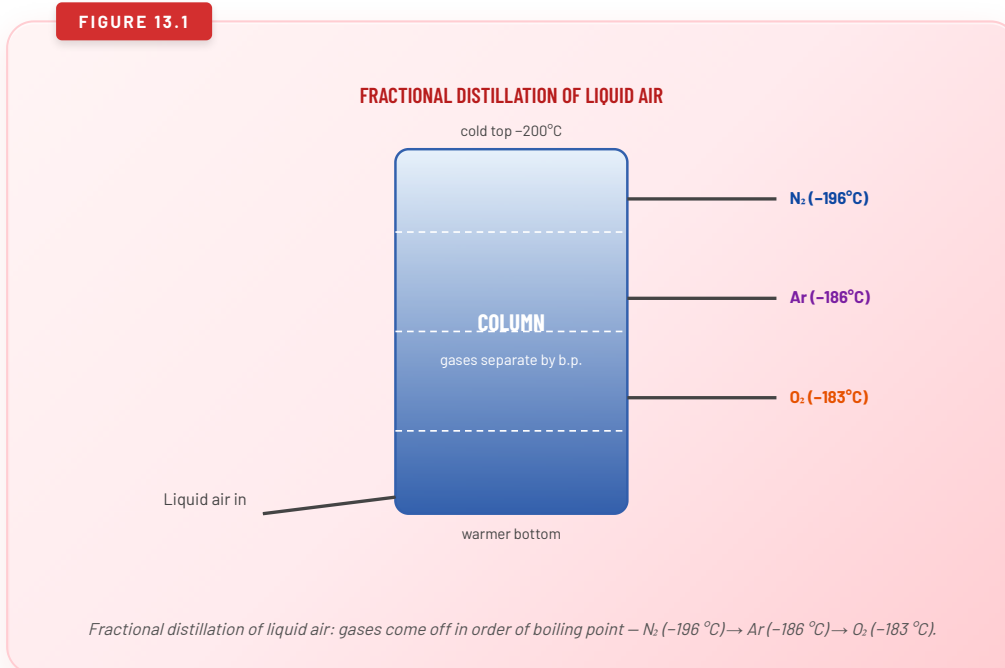 FIGURE 13.1
FRACTIONAL DISTILLATION OF LIQUID AIR
cold top −200°C
N₂ (−196°C)
Ar (−186°C)
COLUMN
gases separate by b.p.
O₂ (−183°C)
Liquid air in
warmer bottom
Fractional distillation of liquid air: gases come off in order of boiling point — N₂ (−196 °C) → Ar (−186 °C) → O₂ (−183 °C).